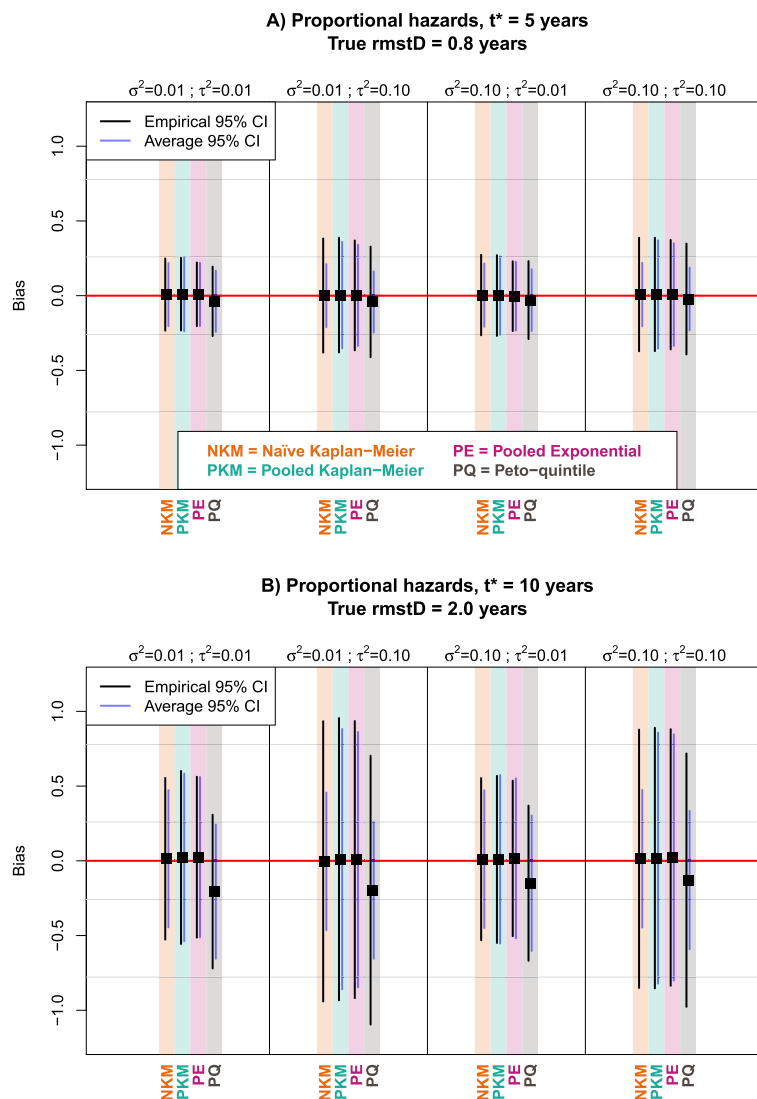 A) Proportional hazards, t* = 5 years
True rmstD = 0.8 years
σ²=0.01 ; τ²=0.01 σ²=0.01 ; τ²=0.10 σ²=0.10 ; τ²=0.01 σ²=0.10 ; τ²=0.10
Empirical 95% CI
Average 95% CI
1.0
0.5
0.0
−0.5
−1.0
Bias
NKM = Naïve Kaplan−Meier PE = Pooled Exponential
PKM = Pooled Kaplan−Meier PQ = Peto−quintile
NKM PKM PE PQ NKM PKM PE PQ NKM PKM PE PQ NKM PKM PE PQ
B) Proportional hazards, t* = 10 years
True rmstD = 2.0 years
σ²=0.01 ; τ²=0.01 σ²=0.01 ; τ²=0.10 σ²=0.10 ; τ²=0.01 σ²=0.10 ; τ²=0.10
Empirical 95% CI
Average 95% CI
1.0
0.5
0.0
−0.5
−1.0
Bias
NKM PKM PE PQ NKM PKM PE PQ NKM PKM PE PQ NKM PKM PE PQ